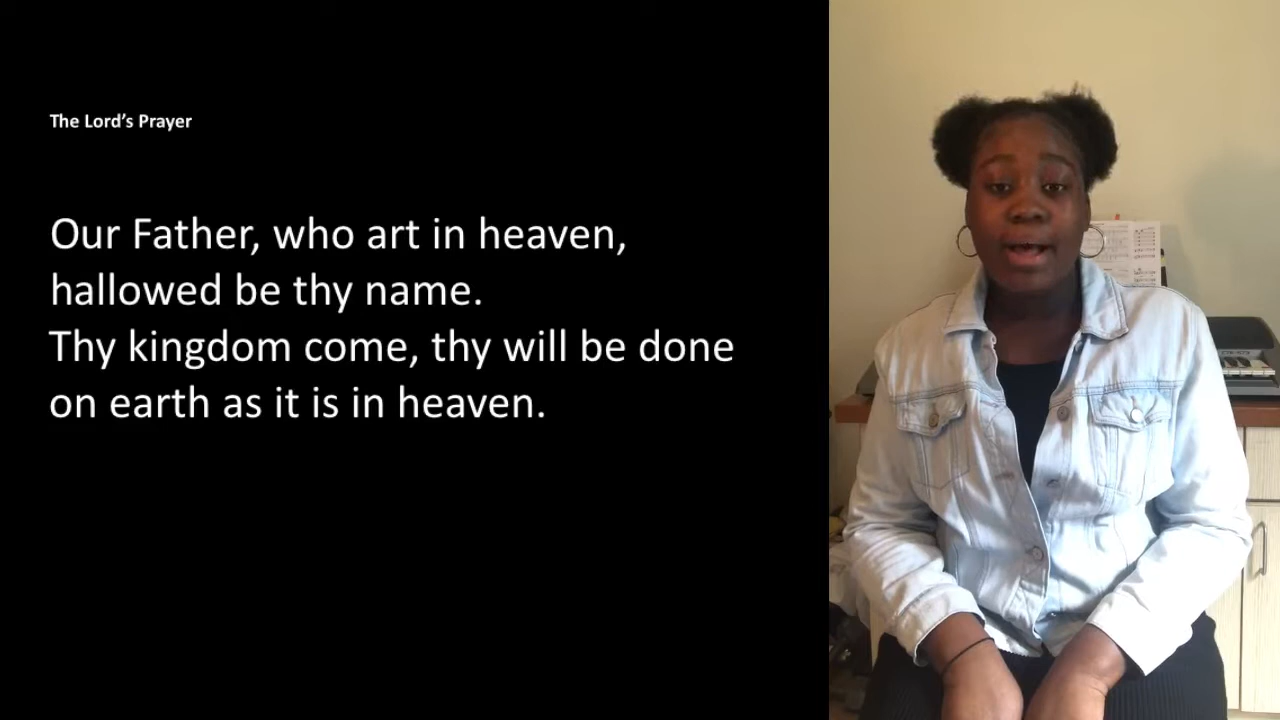 The Lord's Prayer
Our Father, who art in heaven,
hallowed be thy name.
Thy kingdom come, thy will be done
on earth as it is in heaven.